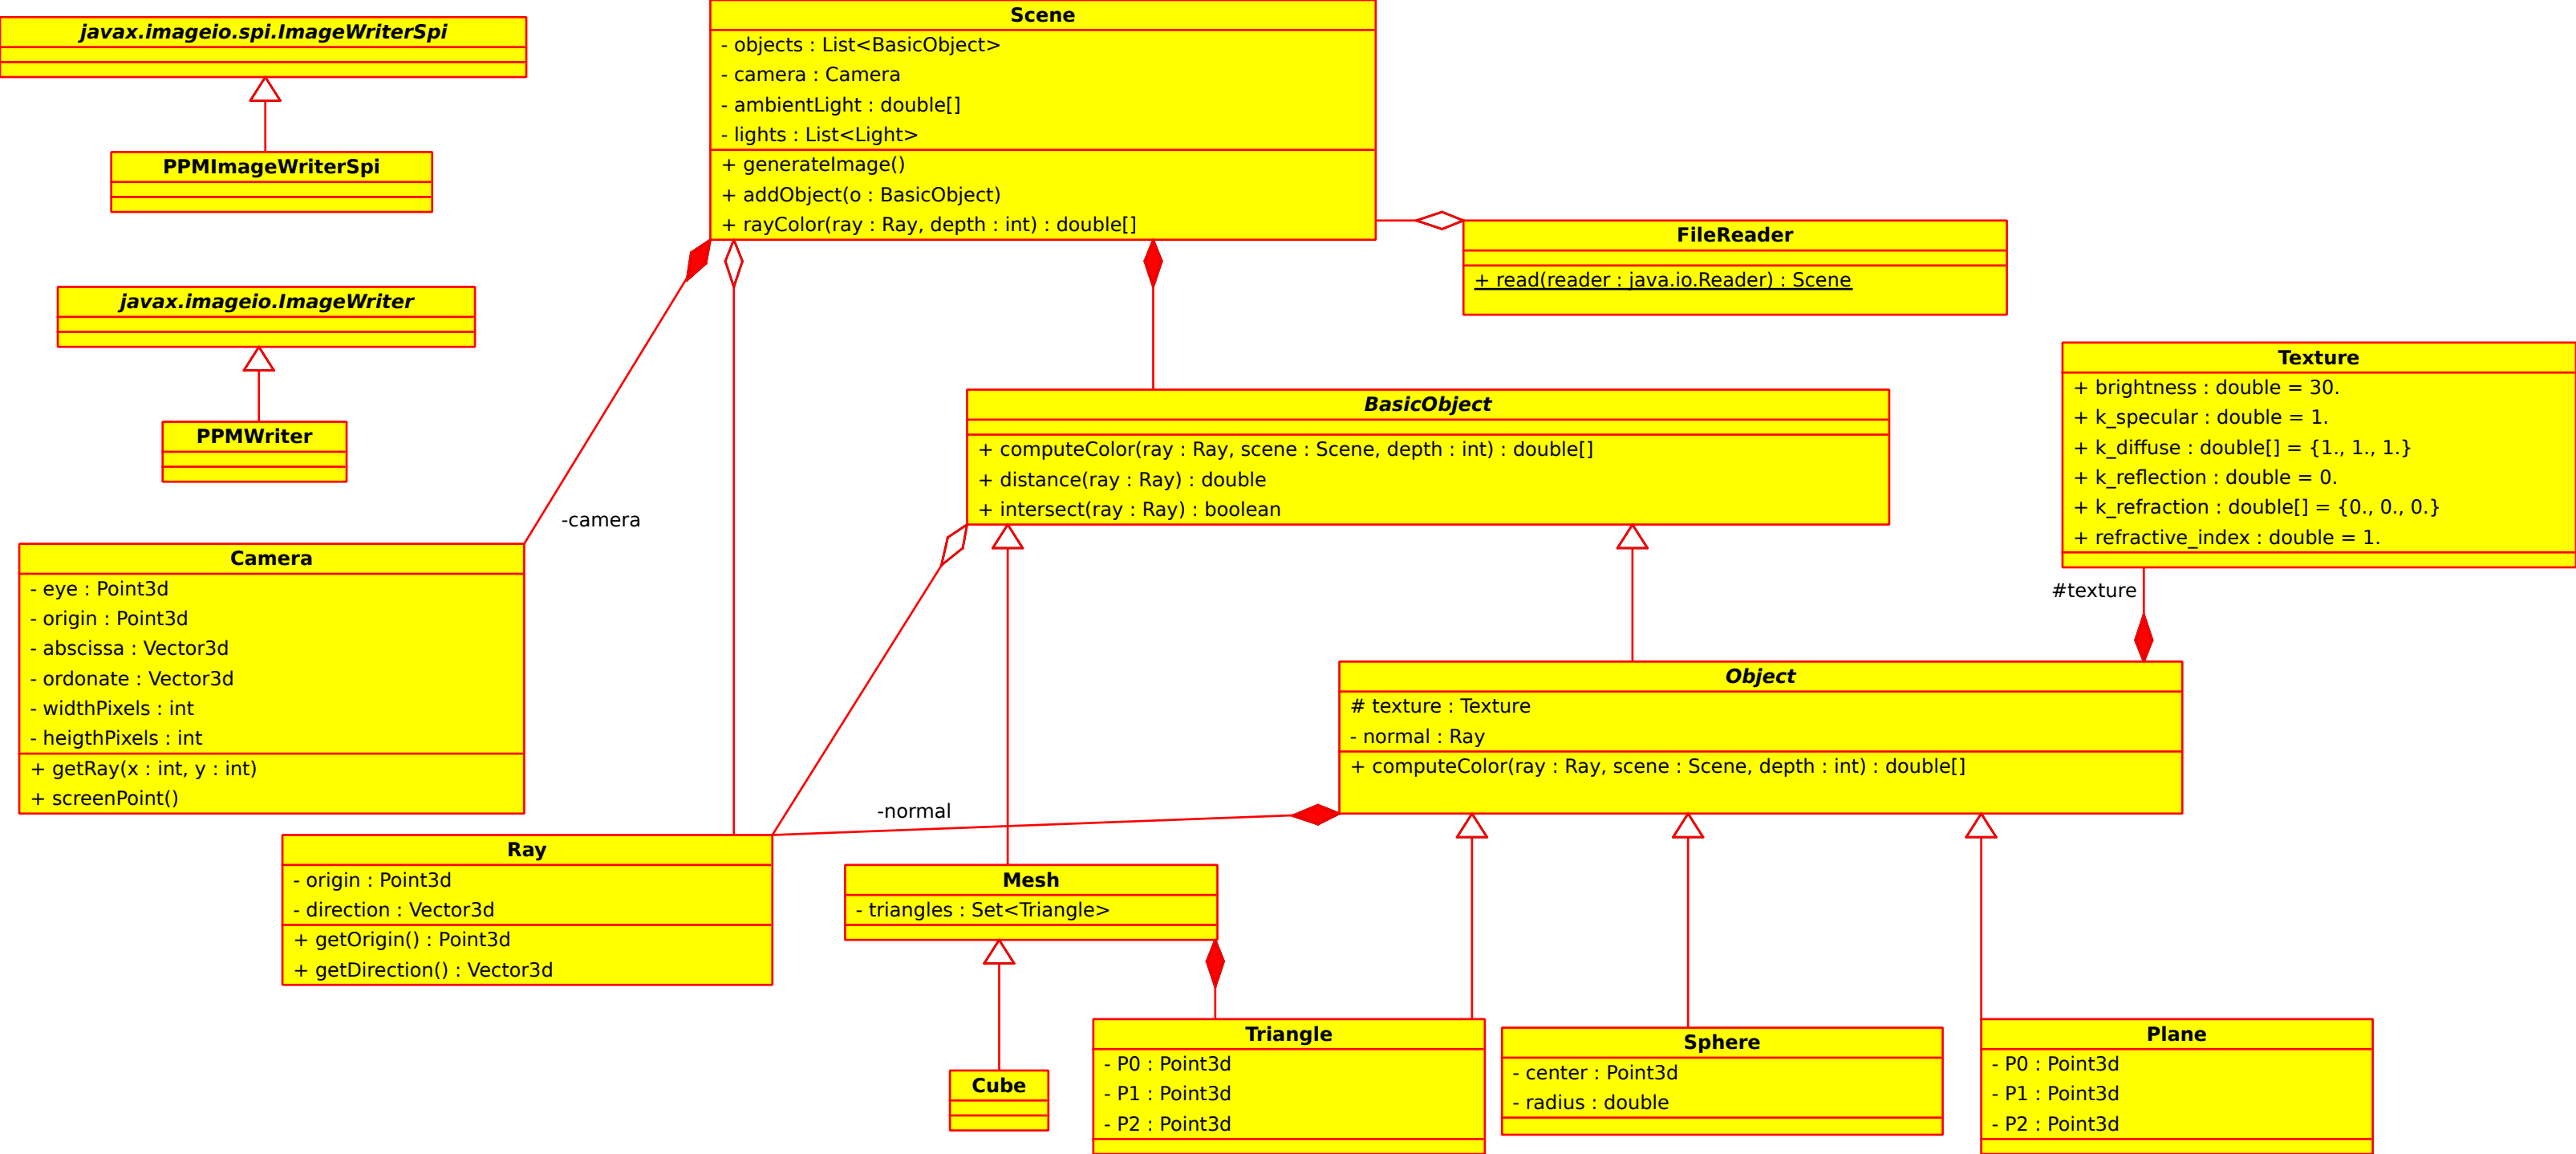 javax.imageio.spi.ImageWriterSpi
PPMImageWriterSpi
javax.imageio.ImageWriter
PPMWriter
Scene
- objects : List<BasicObject>
- camera : Camera
- ambientLight : double[]
- lights : List<Light>
+ generateImage()
+ addObject(o : BasicObject)
+ rayColor(ray : Ray, depth : int) : double[]
FileReader
+ read(reader : java.io.Reader) : Scene
BasicObject
+ computeColor(ray : Ray, scene : Scene, depth : int) : double[]
+ distance(ray : Ray) : double
+ intersect(ray : Ray) : boolean
Texture
+ brightness : double = 30.
+ k_specular : double = 1.
+ k_diffuse : double[] = {1., 1., 1.}
+ k_reflection : double = 0.
+ k_refraction : double[] = {0., 0., 0.}
+ refractive_index : double = 1.
#texture
-camera
Camera
- eye : Point3d
- origin : Point3d
- abscissa : Vector3d
- ordonate : Vector3d
- widthPixels : int
- heigthPixels : int
+ getRay(x : int, y : int)
+ screenPoint()
Object
# texture : Texture
- normal : Ray
+ computeColor(ray : Ray, scene : Scene, depth : int) : double[]
-normal
Ray
- origin : Point3d
- direction : Vector3d
+ getOrigin() : Point3d
+ getDirection() : Vector3d
Mesh
- triangles : Set<Triangle>
Cube
Triangle
- P0 : Point3d
- P1 : Point3d
- P2 : Point3d
Sphere
- center : Point3d
- radius : double
Plane
- P0 : Point3d
- P1 : Point3d
- P2 : Point3d